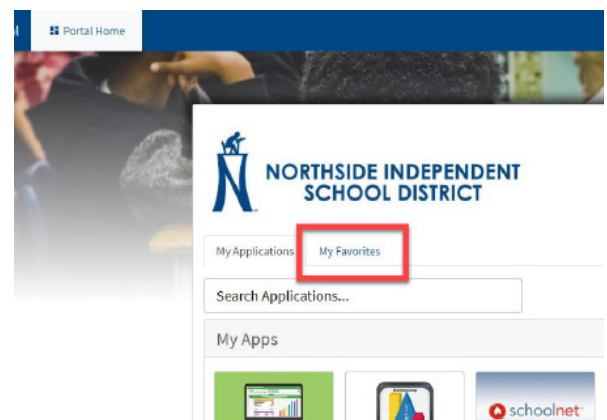 Portal Home
NORTHSIDE INDEPENDENT
SCHOOL DISTRICT
My Applications My Favorites
Search Applications...
My Apps
schoolnet